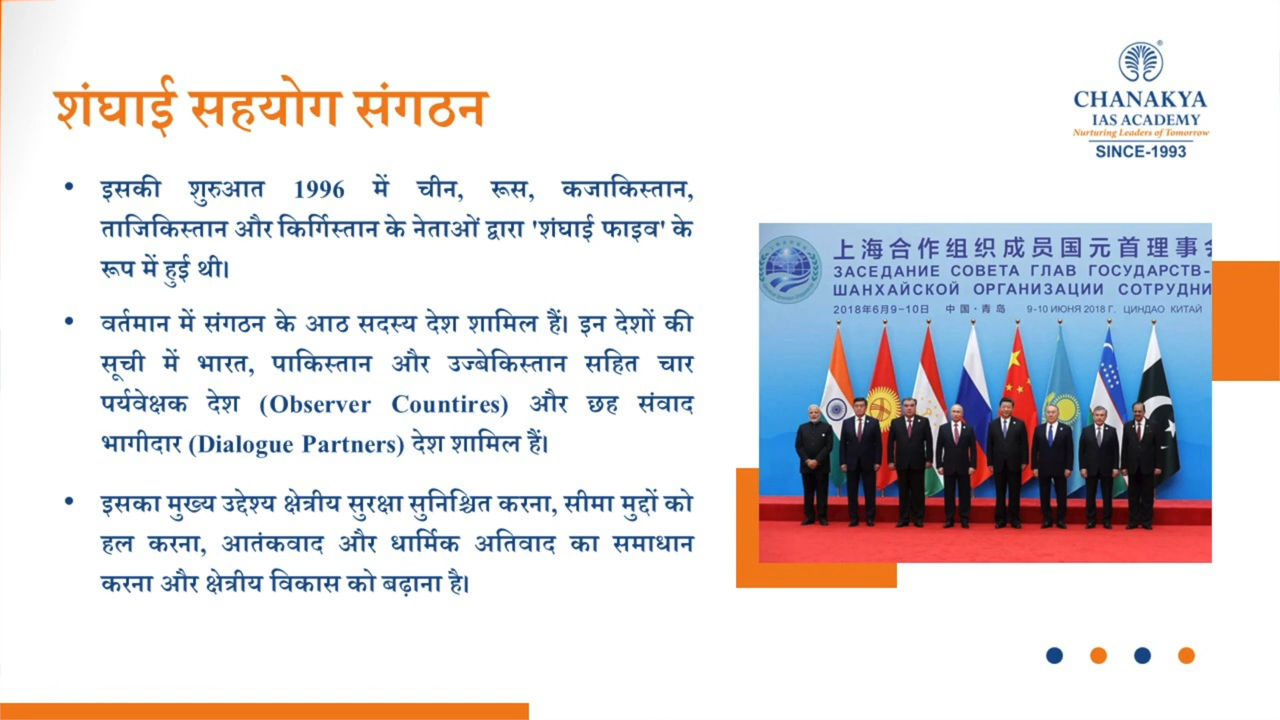 शंघाई सहयोग संगठन
CHANAKYA
IAS ACADEMY
Nurturing Leaders of Tomorrow
SINCE-1993
• इसकी शुरुआत 1996 में चीन, रूस, कजाकिस्तान,
ताजिकिस्तान और किर्गिस्तान के नेताओं द्वारा 'शंघाई फाइव' के
रूप में हुई थी।
• वर्तमान में संगठन के आठ सदस्य देश शामिल हैं। इन देशों की
सूची में भारत, पाकिस्तान और उज्बेकिस्तान सहित चार
पर्यवेक्षक देश (Observer Countires) और छह संवाद
भागीदार (Dialogue Partners) देश शामिल हैं।
• इसका मुख्य उद्देश्य क्षेत्रीय सुरक्षा सुनिश्चित करना, सीमा मुद्दों को
हल करना, आतंकवाद और धार्मिक अतिवाद का समाधान
करना और क्षेत्रीय विकास को बढ़ाना है।
上海合作组织成员国元首理事会
ЗАСЕДАНИЕ СОВЕТА ГЛАВ ГОСУДАРСТВ-
ШАНХАЙСКОЙ ОРГАНИЗАЦИИ СОТРУДНИ
2018年6月9-10日 中国·青岛 9-10 ИЮНЯ 2018 Г. ЦИНДАО КИТАЙ